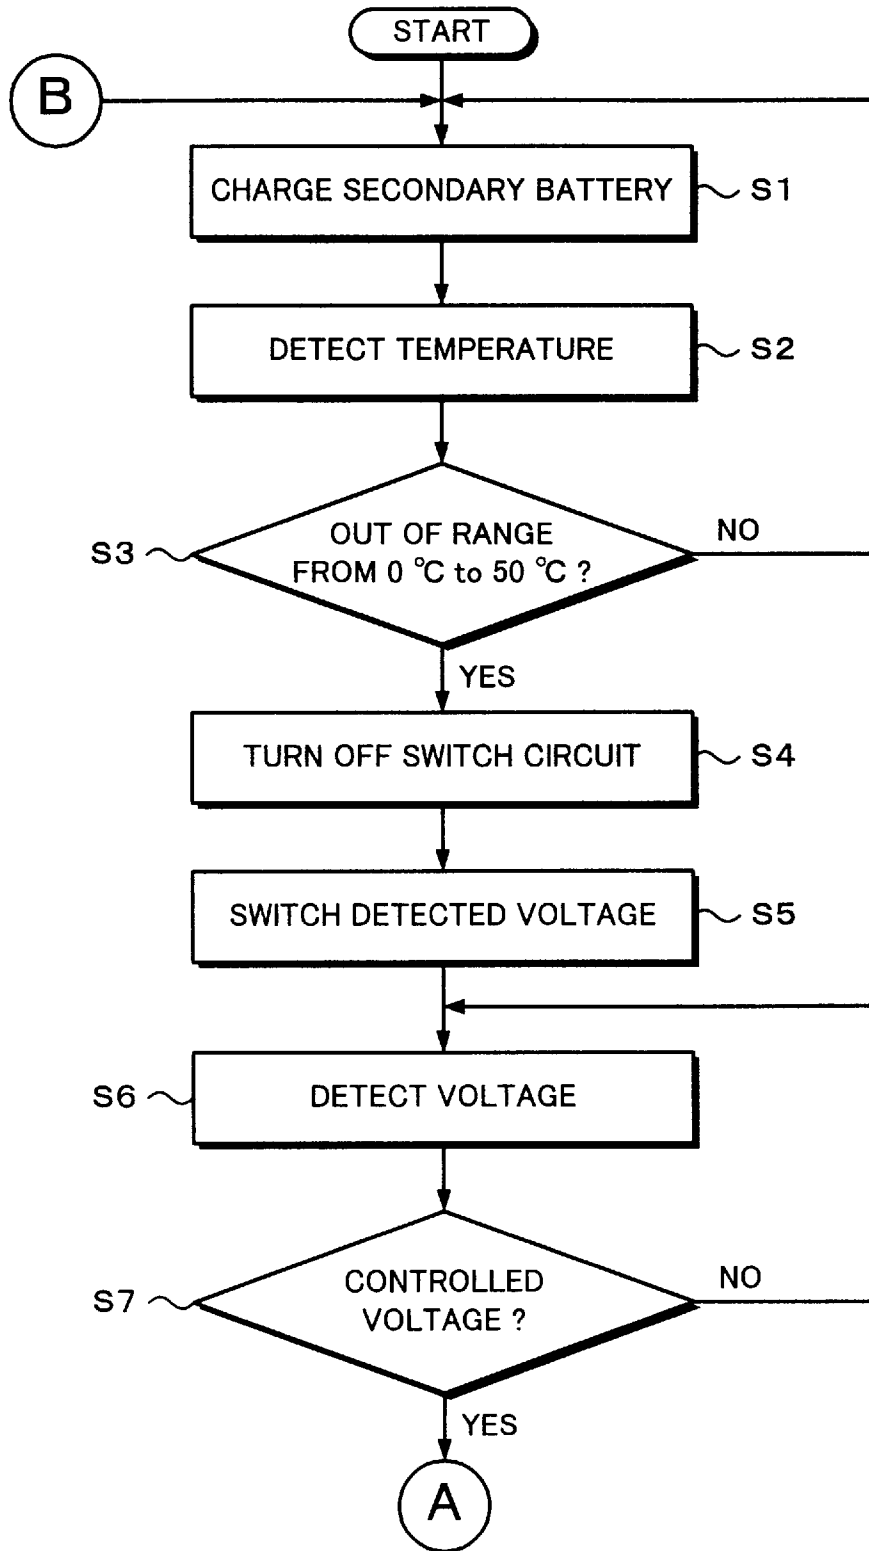 START
B
CHARGE SECONDARY BATTERY
S1
DETECT TEMPERATURE
S2
S3
OUT OF RANGE
FROM 0 °C to 50 °C ?
NO
YES
TURN OFF SWITCH CIRCUIT
S4
SWITCH DETECTED VOLTAGE
S5
S6
DETECT VOLTAGE
S7
CONTROLLED
VOLTAGE ?
NO
YES
A